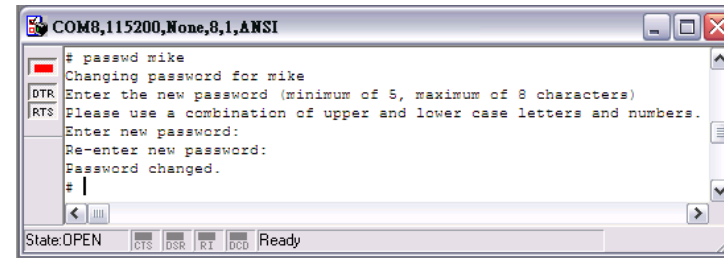 COM8,115200,None,8,1,ANSI
# passwd mike
Changing password for mike
Enter the new password (minimum of 5, maximum of 8 characters)
Please use a combination of upper and lower case letters and numbers.
Enter new password:
Re-enter new password:
Password changed.
#
DTR
RTS
State:OPEN CTS DSR RI DCD Ready